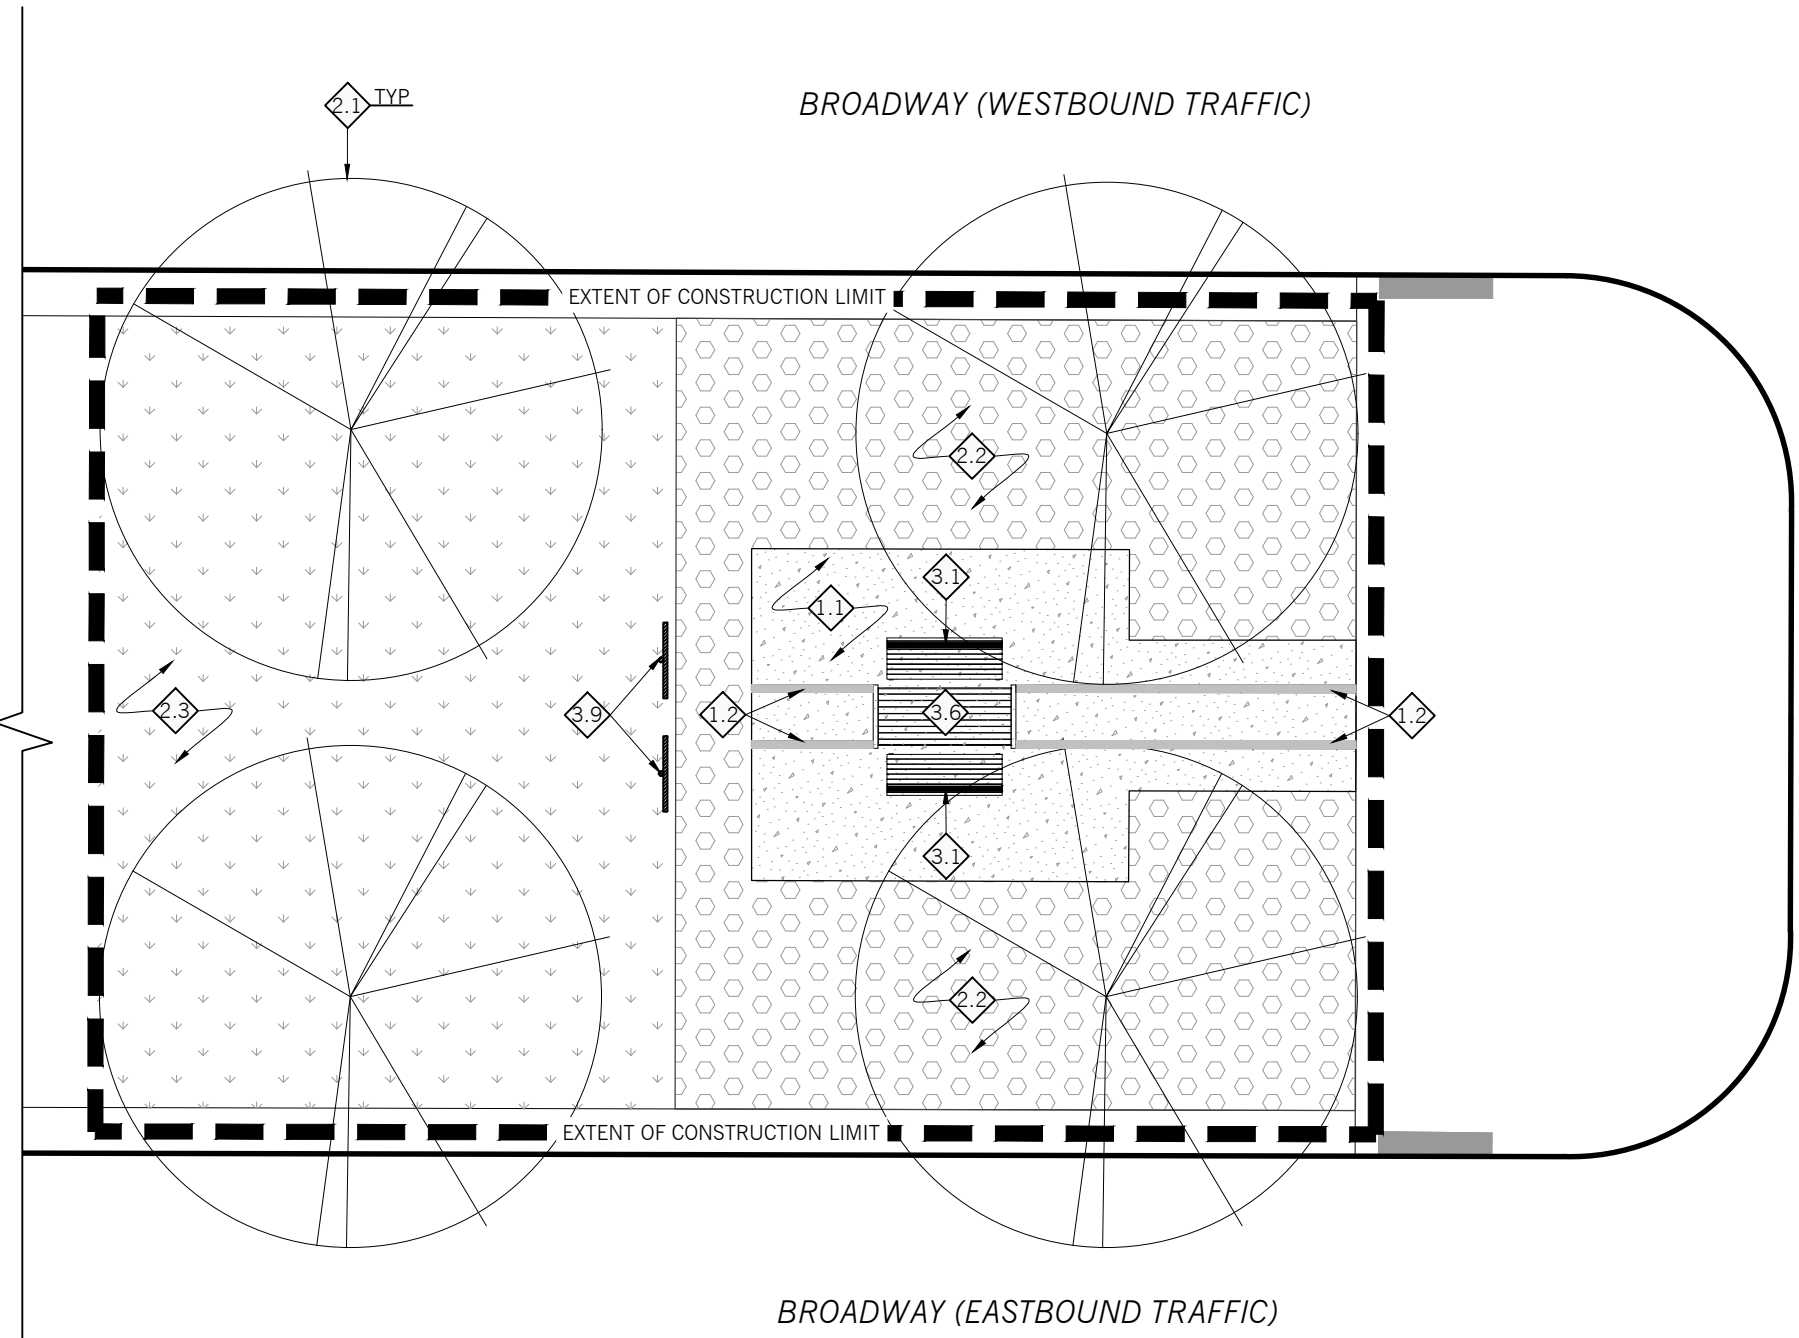 2.1 TYP
BROADWAY (WESTBOUND TRAFFIC)
EXTENT OF CONSTRUCTION LIMIT
2.2
3.1
1.1
2.3
3.9
1.2
3.6
1.2
3.1
2.2
EXTENT OF CONSTRUCTION LIMIT
BROADWAY (EASTBOUND TRAFFIC)